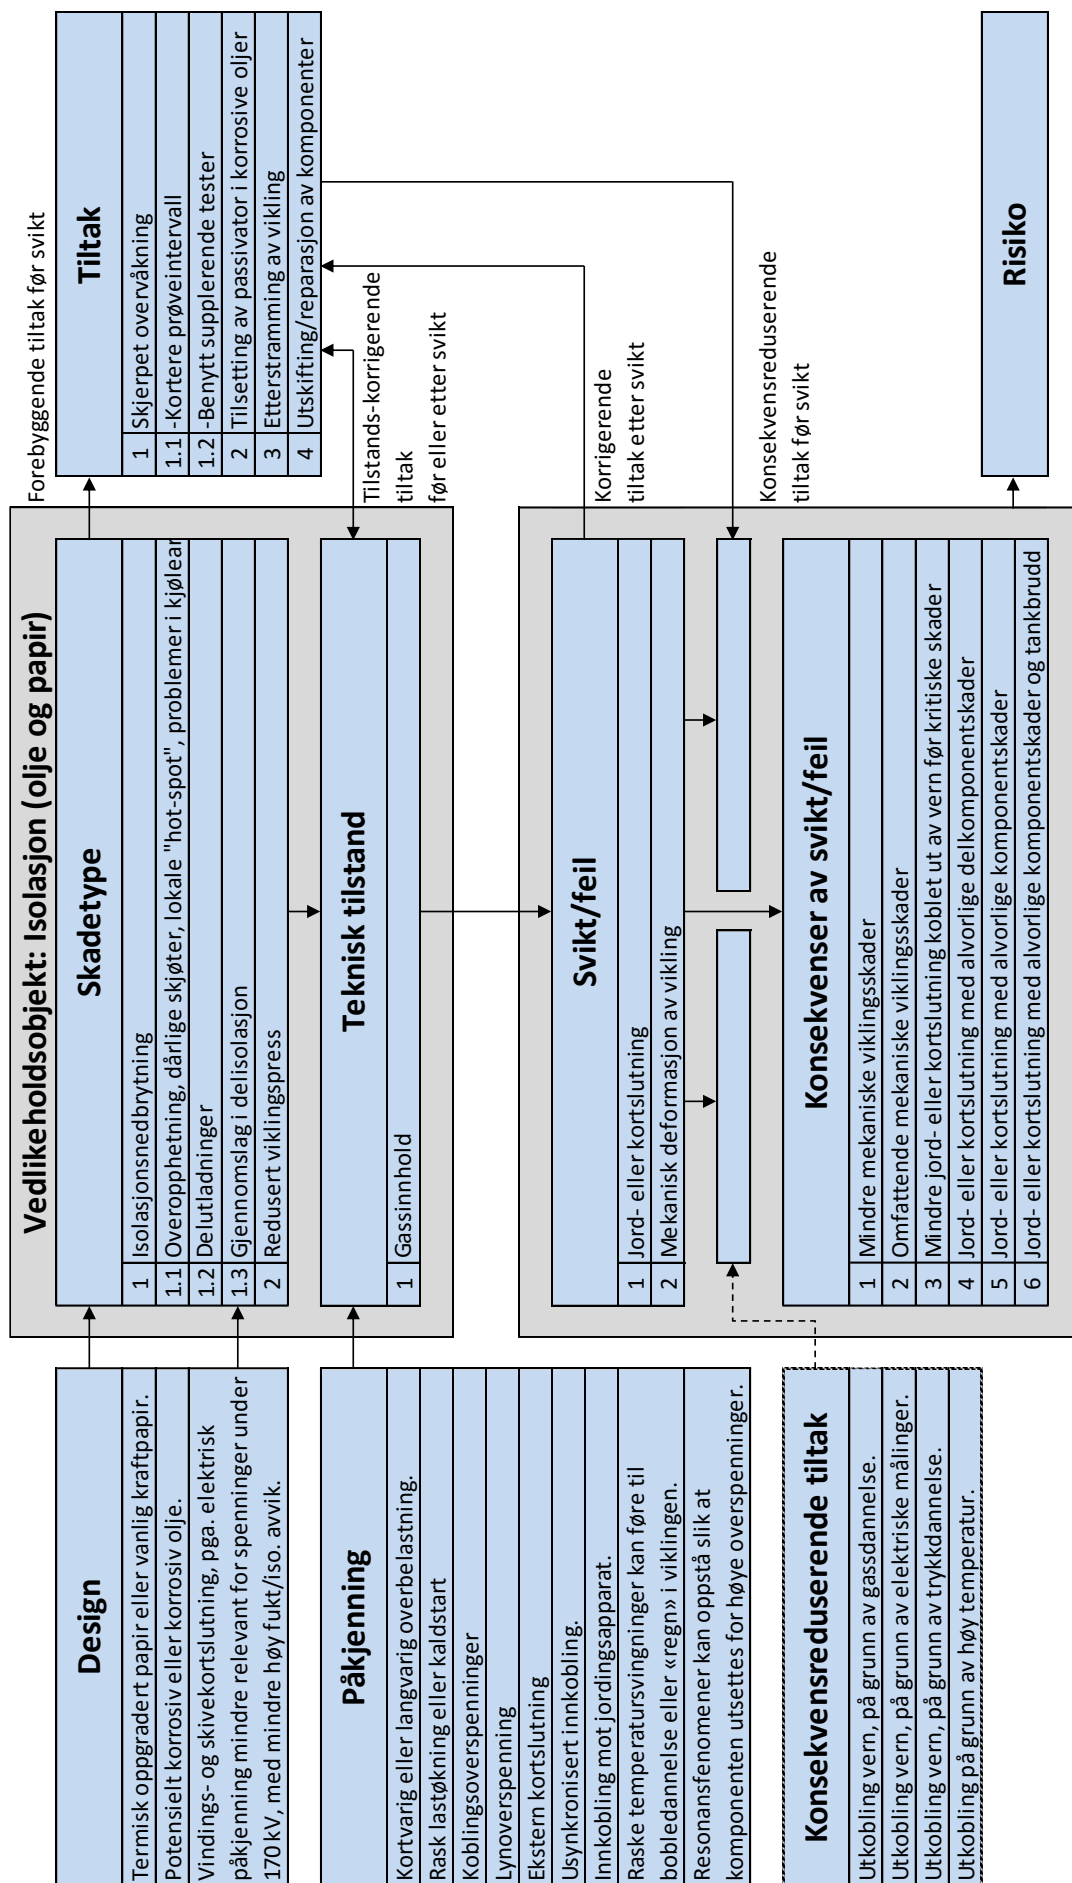 Vedlikeholdsobjekt: Isolasjon (olje og papir)
Design
Termisk oppgradert papir eller vanlig kraftpapir.
Potensielt korrosiv eller korrosiv olje.
Vindings- og skivekortslutning, pga. elektrisk
påkjenning mindre relevant for spenninger under
170 kV, med mindre høy fukt/iso. avvik.
Skadetype
1 Isolasjonsnedbrytning
1.1 Overopphetning, dårlige skjøter, lokale "hot-spot", problemer i kjølean
1.2 Delutladninger
1.3 Gjennomslag i delisolasjon
2 Redusert viklingspress
Forebyggende tiltak før svikt
Tiltak
1 Skjerpet overvåkning
1.1 -Kortere prøveintervall
1.2 -Benytt supplerende tester
2 Tilsetting av passivator i korrosive oljer
3 Etterstramming av vikling
4 Utskifting/reparasjon av komponenter
Påkjenning
Kortvarig eller langvarig overbelastning.
Rask lastøkning eller kaldstart
Koblingsoverspenninger
Lynoverspenning
Ekstern kortslutning
Usynkronisert innkobling.
Innkobling mot jordingsapparat.
Raske temperatursvingninger kan føre til
bobledannelse eller «regn» i viklingen.
Resonansfenomener kan oppstå slik at
komponenten utsettes for høye overspenninger.
Teknisk tilstand
1 Gassinnhold
Tilstands-korrigerende
tiltak
før eller etter svikt
Svikt/feil
1 Jord- eller kortslutning
2 Mekanisk deformasjon av vikling
Korrigerende
tiltak etter svikt
Konsekvensreduserende
tiltak før svikt
Konsekvensreduserende tiltak
Utkobling vern, på grunn av gassdannelse.
Utkobling vern, på grunn av elektriske målinger.
Utkobling vern, på grunn av trykkdannelse.
Utkobling på grunn av høy temperatur.
Konsekvenser av svikt/feil
1 Mindre mekaniske viklingsskader
2 Omfattende mekaniske viklingsskader
3 Mindre jord- eller kortslutning koblet ut av vern før kritiske skader
4 Jord- eller kortslutning med alvorlige delkomponentskader
5 Jord- eller kortslutning med alvorlige komponentskader
6 Jord- eller kortslutning med alvorlige komponentskader og tankbrudd
Risiko